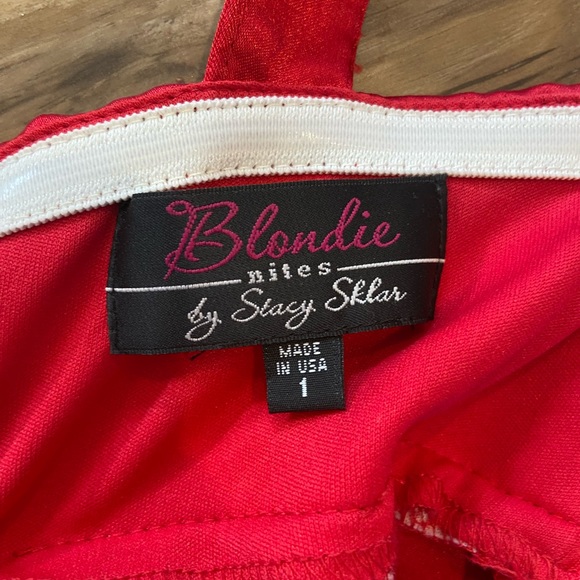 Blondie
nites
by Stacy Sklar
MADE
IN USA
1